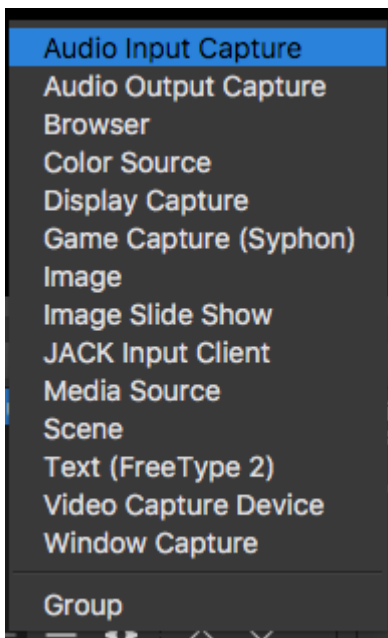 Audio Input Capture
Audio Output Capture
Browser
Color Source
Display Capture
Game Capture (Syphon)
Image
Image Slide Show
JACK Input Client
Media Source
Scene
Text (FreeType 2)
Video Capture Device
Window Capture
Group